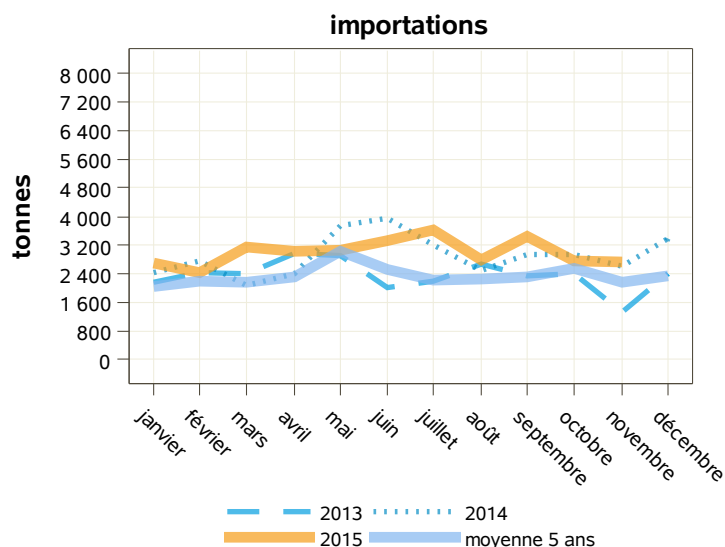 importations
tonnes
8 000
7 200
6 400
5 600
4 800
4 000
3 200
2 400
1 600
800
0
janvier
février
mars
avril
mai
juin
juillet
août
septembre
octobre
novembre
décembre
2013
2014
2015
moyenne 5 ans